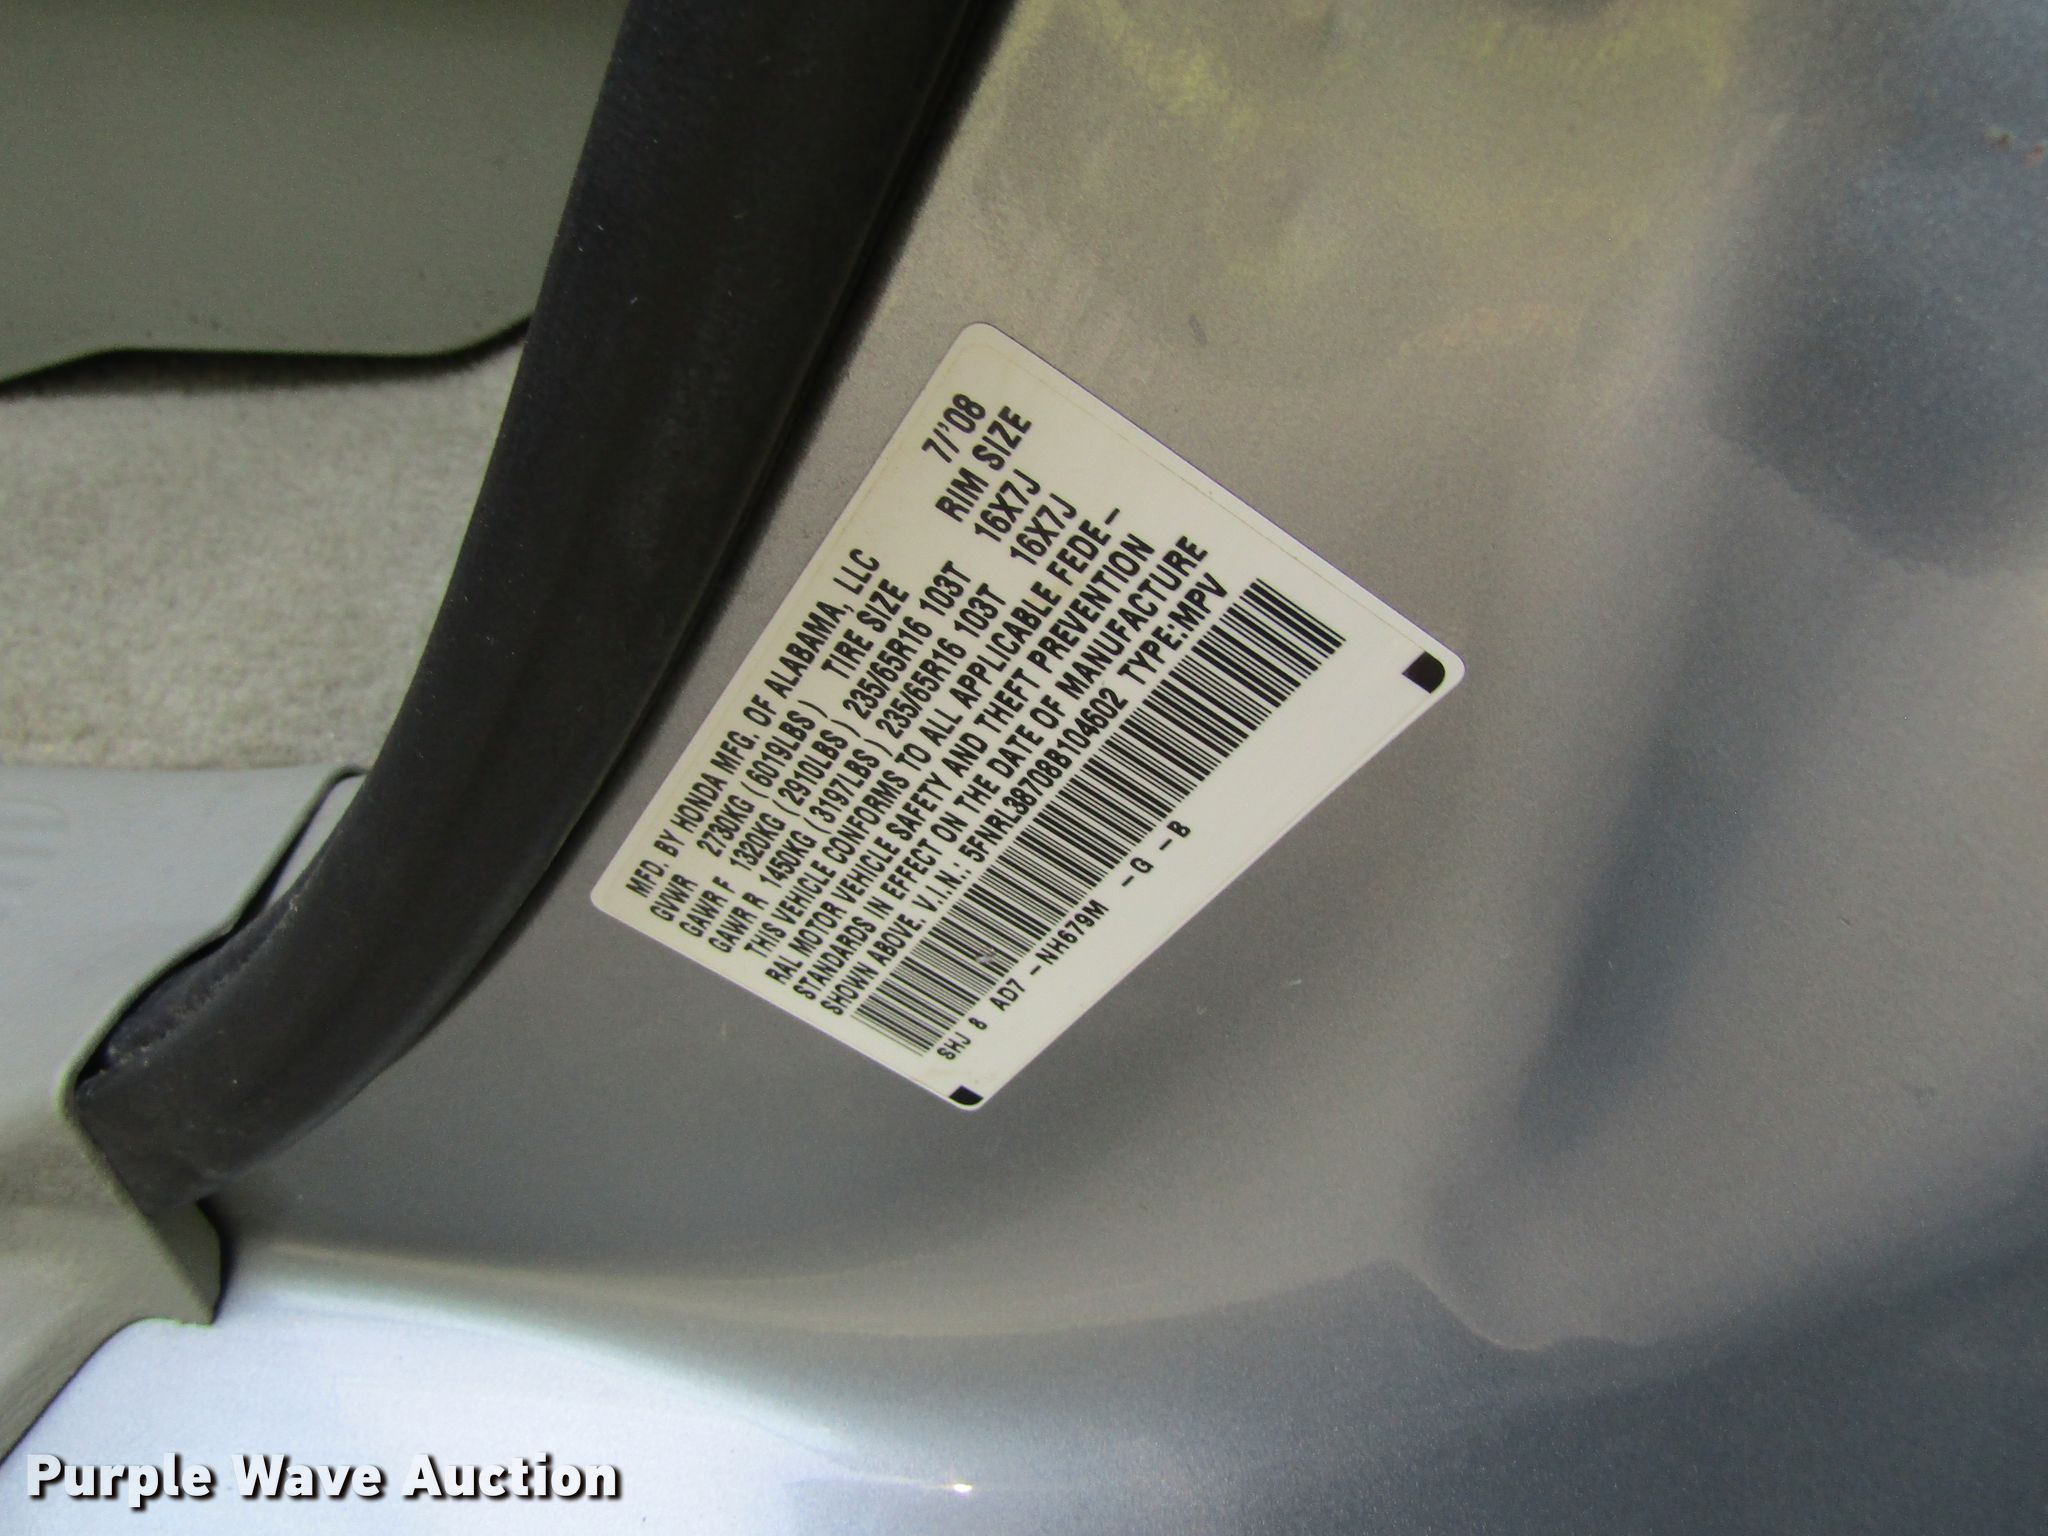 MFD. BY HONDA MFG. OF ALABAMA, LLC 7/'08
GVWR 2730KG (6019LBS) TIRE SIZE RIM SIZE
GAWR F 1320KG (2910LBS) 235/65R16 103T 16X7J
GAWR R 1450KG (3197LBS) 235/65R16 103T 16X7J
THIS VEHICLE CONFORMS TO ALL APPLICABLE FEDE-
RAL MOTOR VEHICLE SAFETY AND THEFT PREVENTION
STANDARDS IN EFFECT ON THE DATE OF MANUFACTURE
SHOWN ABOVE. V.I.N.: 5FNRL38708B104602 TYPE:MPV
SHJ 8 AD7 - NH679M - G - B
Purple Wave Auction